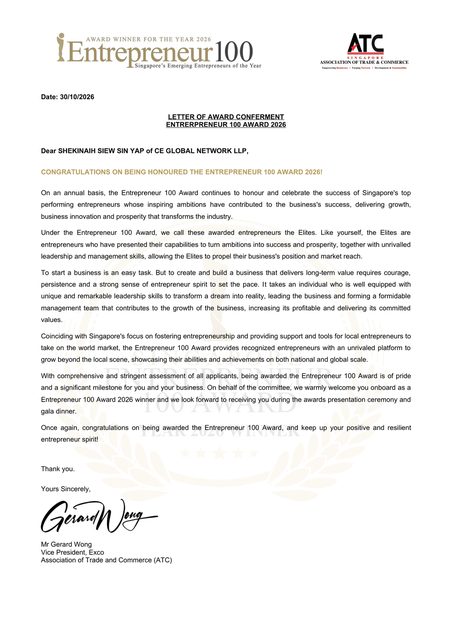 AWARD WINNER FOR THE YEAR 2026
Entrepreneur100
Singapore's Emerging Entrepreneurs of the Year
ATC
SINGAPORE
ASSOCIATION OF TRADE & COMMERCE
Date: 30/10/2026
LETTER OF AWARD CONFERMENT
ENTRERPRENEUR 100 AWARD 2026
Dear SHEKINAIH SIEW SIN YAP of CE GLOBAL NETWORK LLP,
CONGRATULATIONS ON BEING HONOURED THE ENTREPRENEUR 100 AWARD 2026!
On an annual basis, the Entrepreneur 100 Award continues to honour and celebrate the success of Singapore's top
performing entrepreneurs whose inspiring ambitions have contributed to the business's success, delivering growth,
business innovation and prosperity that transforms the industry.
Under the Entrepreneur 100 Award, we call these awarded entrepreneurs the Elites. Like yourself, the Elites are
entrepreneurs who have presented their capabilities to turn ambitions into success and prosperity, together with unrivalled
leadership and management skills, allowing the Elites to propel their business's position and market reach.
To start a business is an easy task. But to create and build a business that delivers long-term value requires courage,
persistence and a strong sense of entrepreneur spirit to set the pace. It takes an individual who is well equipped with
unique and remarkable leadership skills to transform a dream into reality, leading the business and forming a formidable
management team that contributes to the growth of the business, increasing its profitable and delivering its committed
values.
Coinciding with Singapore's focus on fostering entrepreneurship and providing support and tools for local entrepreneurs to
take on the world market, the Entrepreneur 100 Award provides recognized entrepreneurs with an unrivaled platform to
grow beyond the local scene, showcasing their abilities and achievements on both national and global scale.
With comprehensive and stringent assessment of all applicants, being awarded the Entrepreneur 100 Award is of pride
and a significant milestone for you and your business. On behalf of the committee, we warmly welcome you onboard as a
Entrepreneur 100 Award 2026 winner and we look forward to receiving you during the awards presentation ceremony and
gala dinner.
Once again, congratulations on being awarded the Entrepreneur 100 Award, and keep up your positive and resilient
entrepreneur spirit!
ENTREPRENEUR
100 AWARD
YEAR 2026 WINNER
Thank you.
Yours Sincerely,
Gerard Wong
Mr Gerard Wong
Vice President, Exco
Association of Trade and Commerce (ATC)